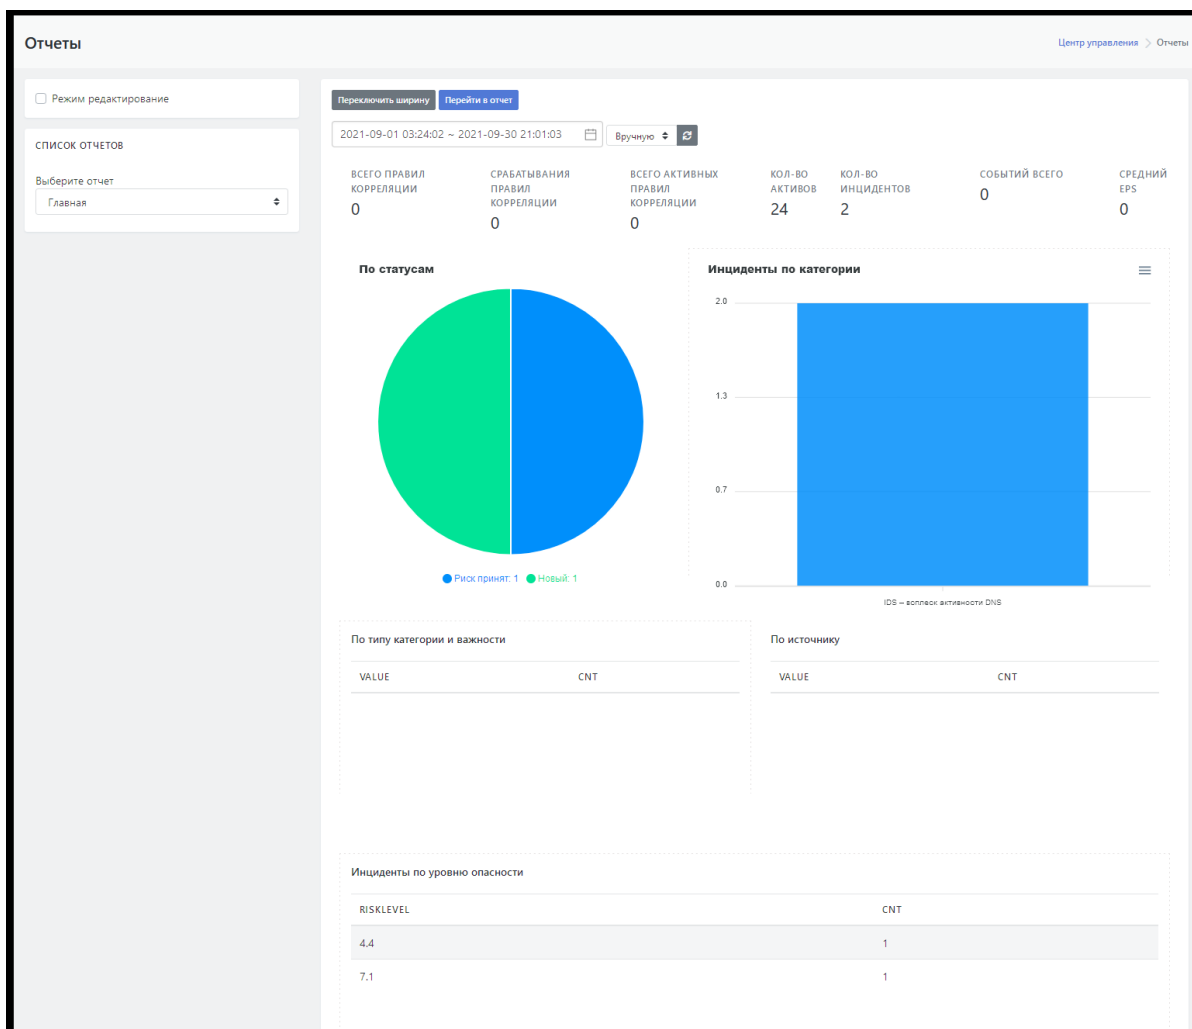 Отчеты
Центр управления > Отчеты
Режим редактирование
СПИСОК ОТЧЕТОВ
Выберите отчет
Главная
Переключить ширину Перейти в отчет
2021-09-01 03:24:02 ~ 2021-09-30 21:01:03 Вручную
ВСЕГО ПРАВИЛ
КОРРЕЛЯЦИИ
0
СРАБАТЫВАНИЯ
ПРАВИЛ
КОРРЕЛЯЦИИ
0
ВСЕГО АКТИВНЫХ
ПРАВИЛ
КОРРЕЛЯЦИИ
0
КОЛ-ВО
АКТИВОВ
24
КОЛ-ВО
ИНЦИДЕНТОВ
2
СОБЫТИЙ ВСЕГО
0
СРЕДНИЙ
EPS
0
По статусам
Риск принят: 1 Новый: 1
Инциденты по категории
2.0
1.3
0.7
0.0
IDS – всплеск активности DNS
По типу категории и важности
VALUE CNT
По источнику
VALUE CNT
Инциденты по уровню опасности
RISKLEVEL CNT
4.4 1
7.1 1